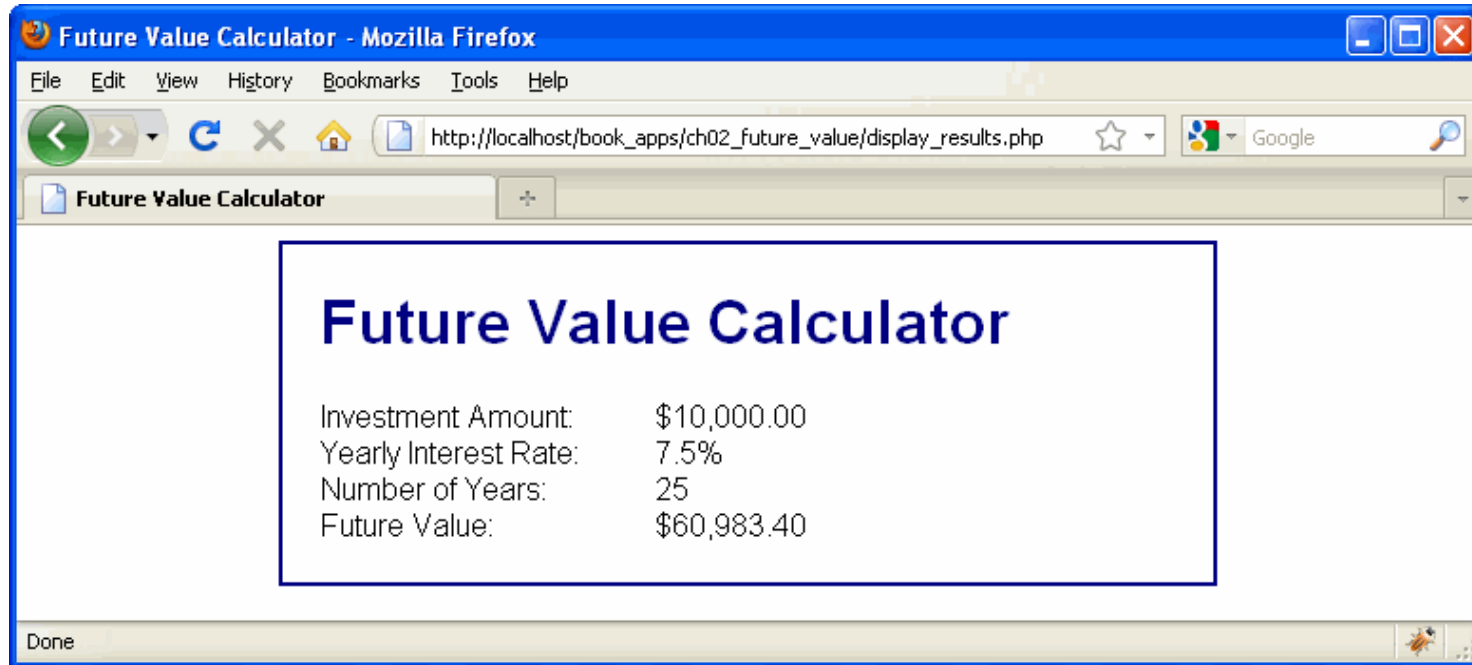 Future Value Calculator - Mozilla Firefox
File Edit View History Bookmarks Tools Help
http://localhost/book_apps/ch02_future_value/display_results.php Google
Future Value Calculator
Future Value Calculator
Investment Amount: $10,000.00
Yearly Interest Rate: 7.5%
Number of Years: 25
Future Value: $60,983.40
Done